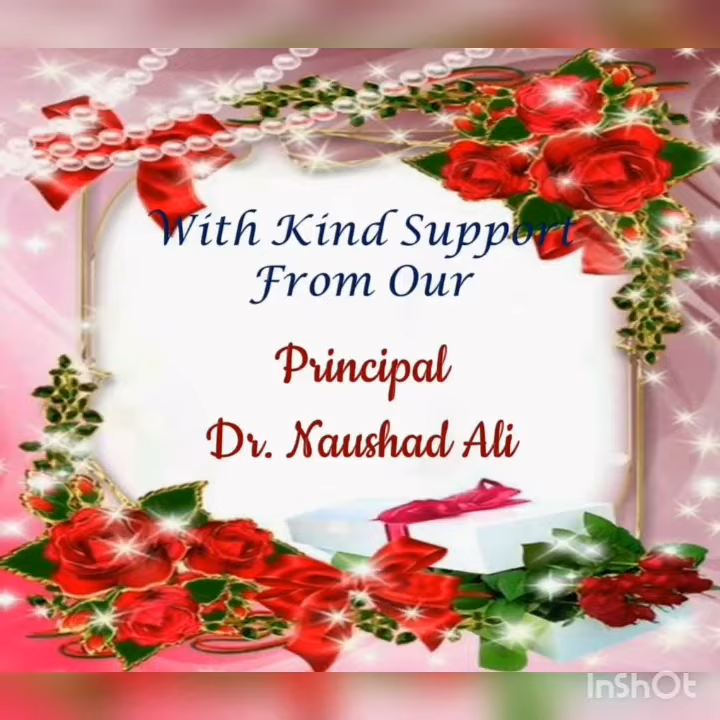 With Kind Support
From Our
Principal
Dr. Naushad Ali
InShOt